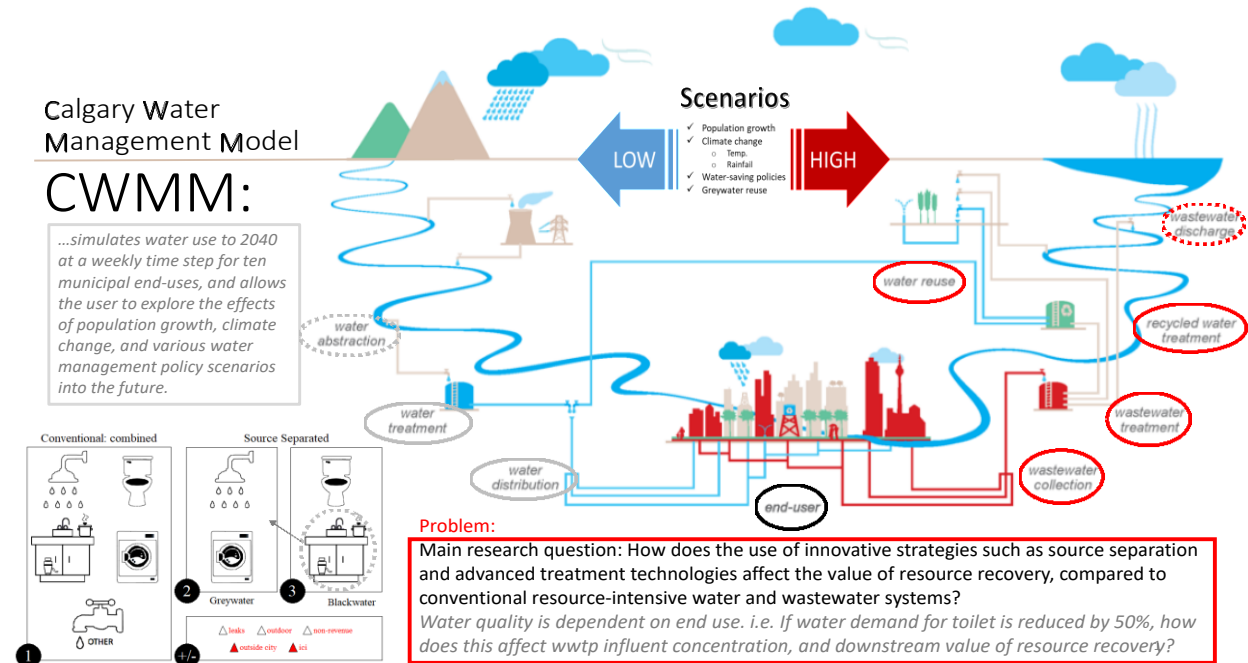 Calgary Water
Management Model
CWMM:
...simulates water use to 2040
at a weekly time step for ten
municipal end-uses, and allows
the user to explore the effects
of population growth, climate
change, and various water
management policy scenarios
into the future.
Scenarios
LOW
✓ Population growth
✓ Climate change
o Temp.
o Rainfail
✓ Water-saving policies
✓ Greywater reuse
HIGH
wastewater
discharge
water reuse
water
abstraction
recycled water
treatment
water
treatment
wastewater
treatment
water
distribution
wastewater
collection
end-user
Conventional: combined
Source Separated
OTHER
1
2
Greywater
3
Blackwater
+/-
△ leaks △ outdoor △ non-revenue
▲ outside city ▲ ici
Problem:
Main research question: How does the use of innovative strategies such as source separation
and advanced treatment technologies affect the value of resource recovery, compared to
conventional resource-intensive water and wastewater systems?
Water quality is dependent on end use. i.e. If water demand for toilet is reduced by 50%, how
does this affect wwtp influent concentration, and downstream value of resource recovery?